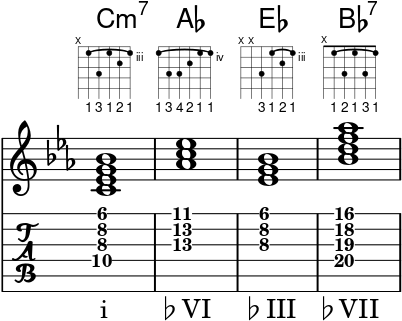 Cm7 A♭ E♭ B♭7
x x x x
iii iv iii
1 3 1 2 1 1 3 4 2 1 1 3 1 2 1 1 2 1 3 1
6 11 6 16
8 13 8 18
8 13 8 19
10 20
TAB
i ♭VI ♭III ♭VII